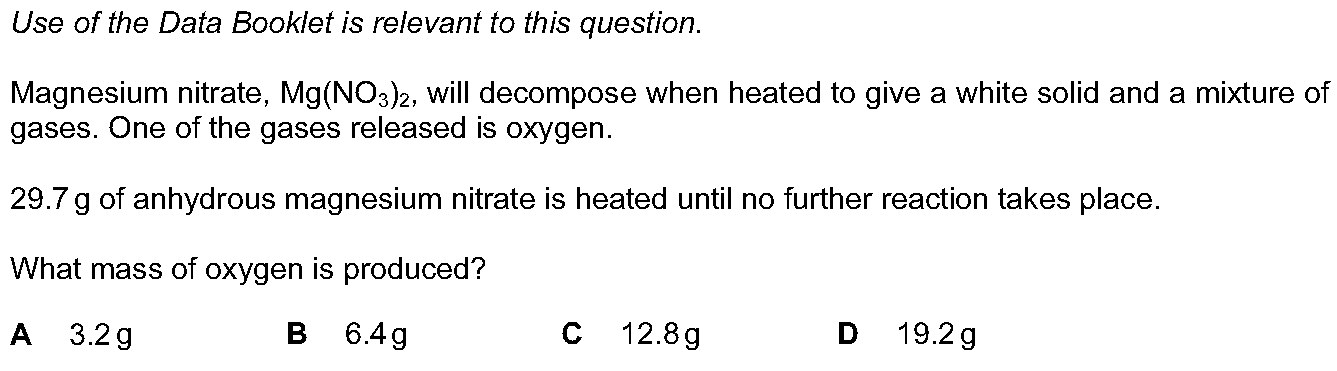 Use of the Data Booklet is relevant to this question.
Magnesium nitrate, Mg(NO₃)₂, will decompose when heated to give a white solid and a mixture of
gases. One of the gases released is oxygen.
29.7 g of anhydrous magnesium nitrate is heated until no further reaction takes place.
What mass of oxygen is produced?
A 3.2 g B 6.4 g C 12.8 g D 19.2 g